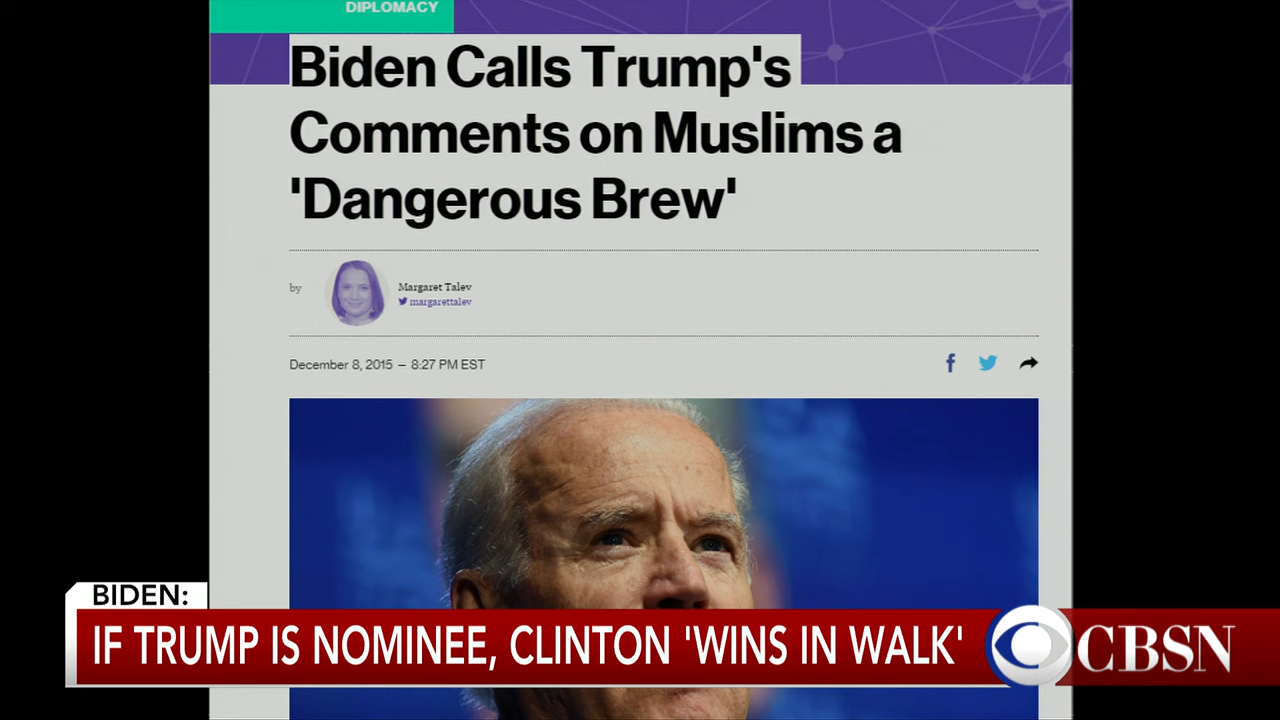 DIPLOMACY
Biden Calls Trump's
Comments on Muslims a
'Dangerous Brew'
by
Margaret Talev
margarettalev
December 8, 2015 – 8:27 PM EST
BIDEN:
IF TRUMP IS NOMINEE, CLINTON 'WINS IN WALK'
CBSN